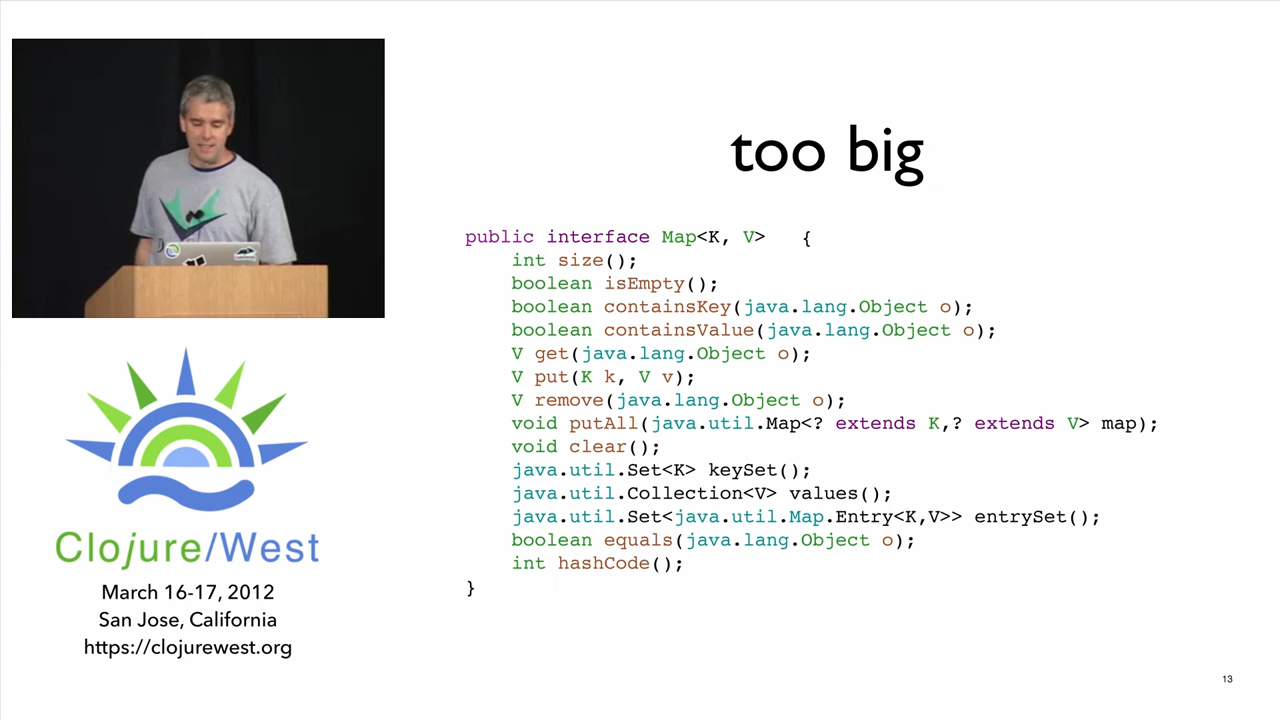 too big
public interface Map<K, V>   {
    int size();
    boolean isEmpty();
    boolean containsKey(java.lang.Object o);
    boolean containsValue(java.lang.Object o);
    V get(java.lang.Object o);
    V put(K k, V v);
    V remove(java.lang.Object o);
    void putAll(java.util.Map<? extends K,? extends V> map);
    void clear();
    java.util.Set<K> keySet();
    java.util.Collection<V> values();
    java.util.Set<java.util.Map.Entry<K,V>> entrySet();
    boolean equals(java.lang.Object o);
    int hashCode();
}
Clojure/West
March 16-17, 2012
San Jose, California
https://clojurewest.org
13